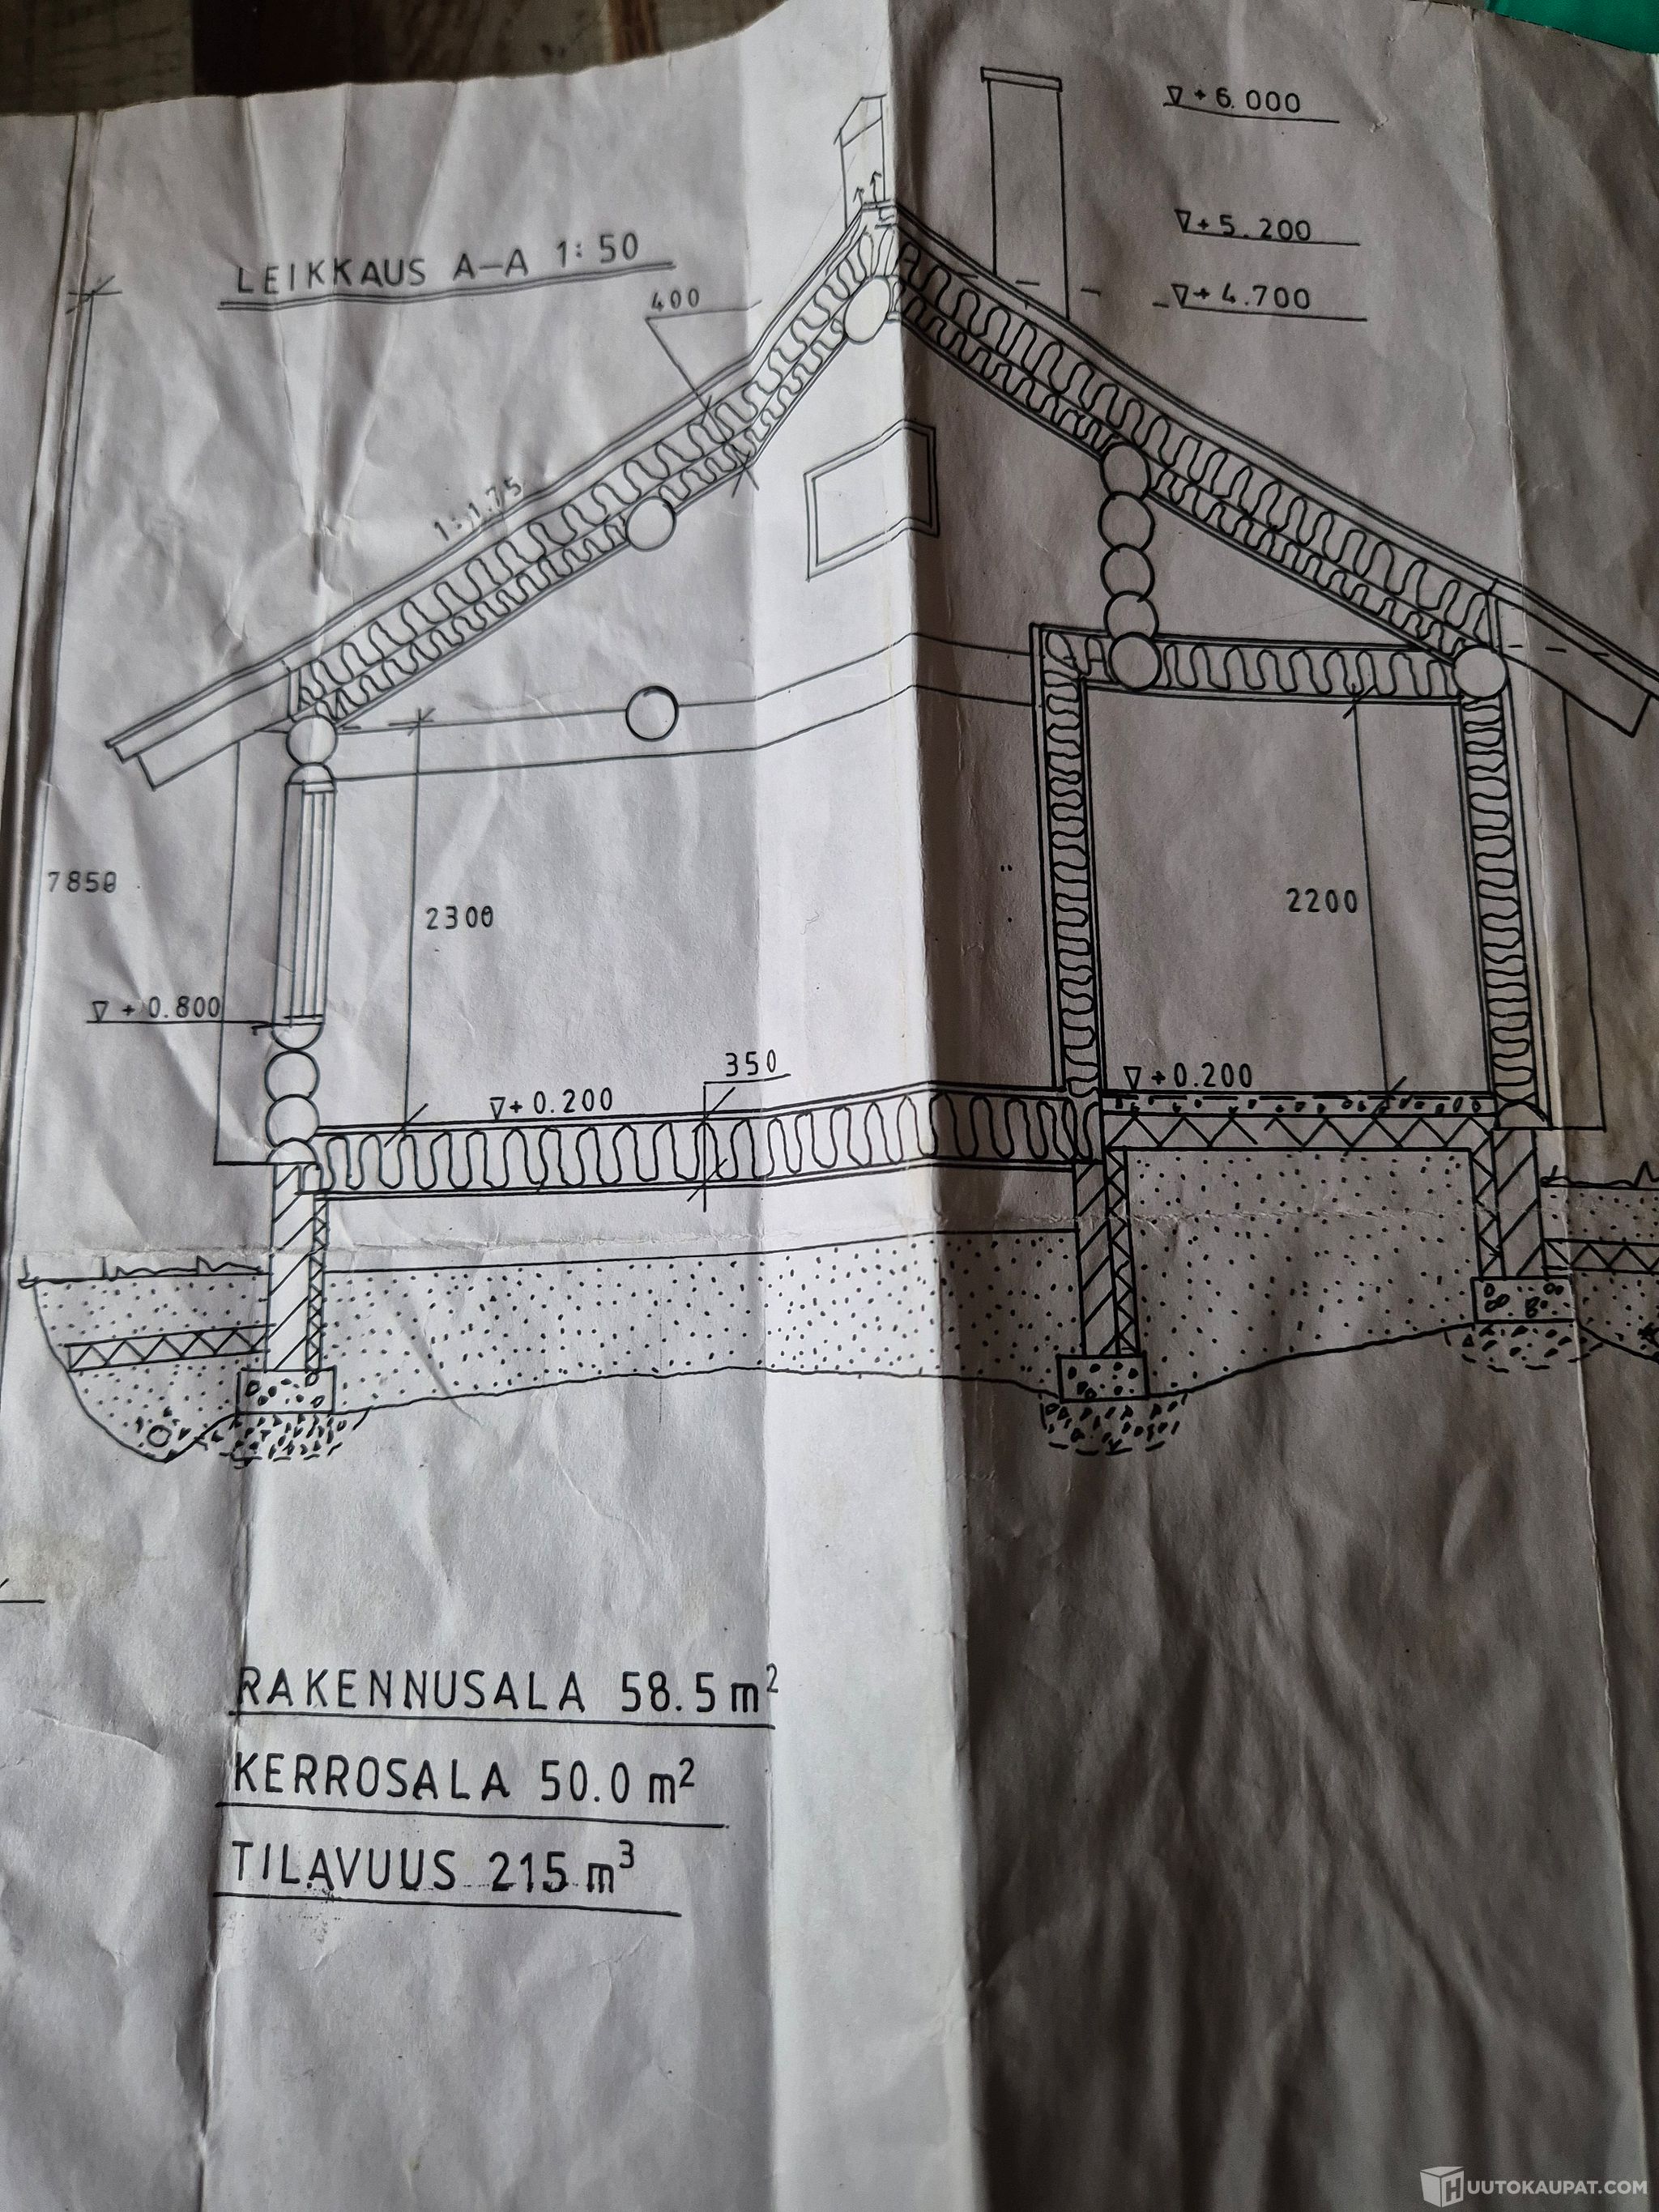 ▽+6.000
▽+5.200
LEIKKAUS A-A 1:50
▽+4.700
400
1:1.75
7850
2300
2200
▽+0.800
350
▽+0.200
▽+0.200
RAKENNUSALA 58.5 m²
KERROSALA 50.0 m²
TILAVUUS 215 m³
HUUTOKAUPAT.COM